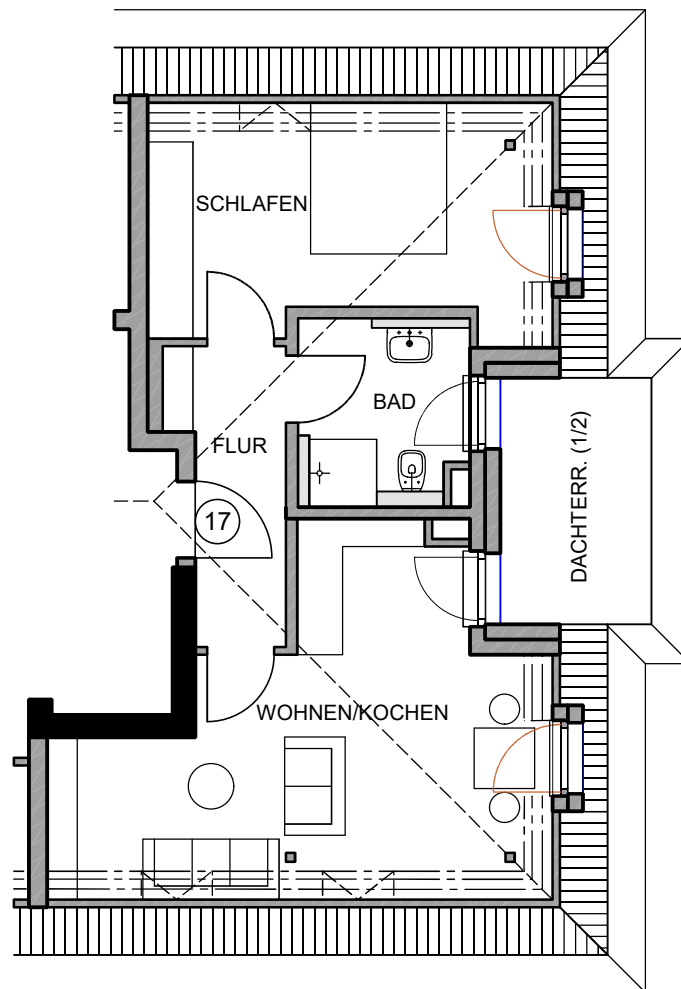 SCHLAFEN
BAD
FLUR
DACHTERR. (1/2)
17
WOHNEN/KOCHEN